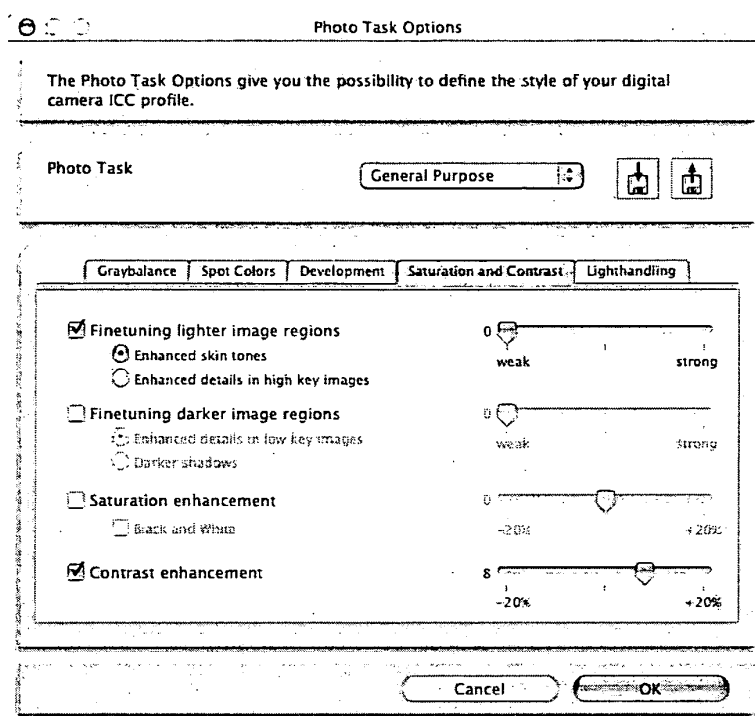 Photo Task Options
The Photo Task Options give you the possibility to define the style of your digital
camera ICC profile.
Photo Task
General Purpose
Graybalance Spot Colors Development Saturation and Contrast Lighthandling
Finetuning lighter image regions 0
Enhanced skin tones weak strong
Enhanced details in high key images
Finetuning darker image regions 0
Enhanced details in low key images weak strong
Darker shadows
Saturation enhancement 0
Black and White -20% +20%
Contrast enhancement 8
-20% +20%
Cancel OK